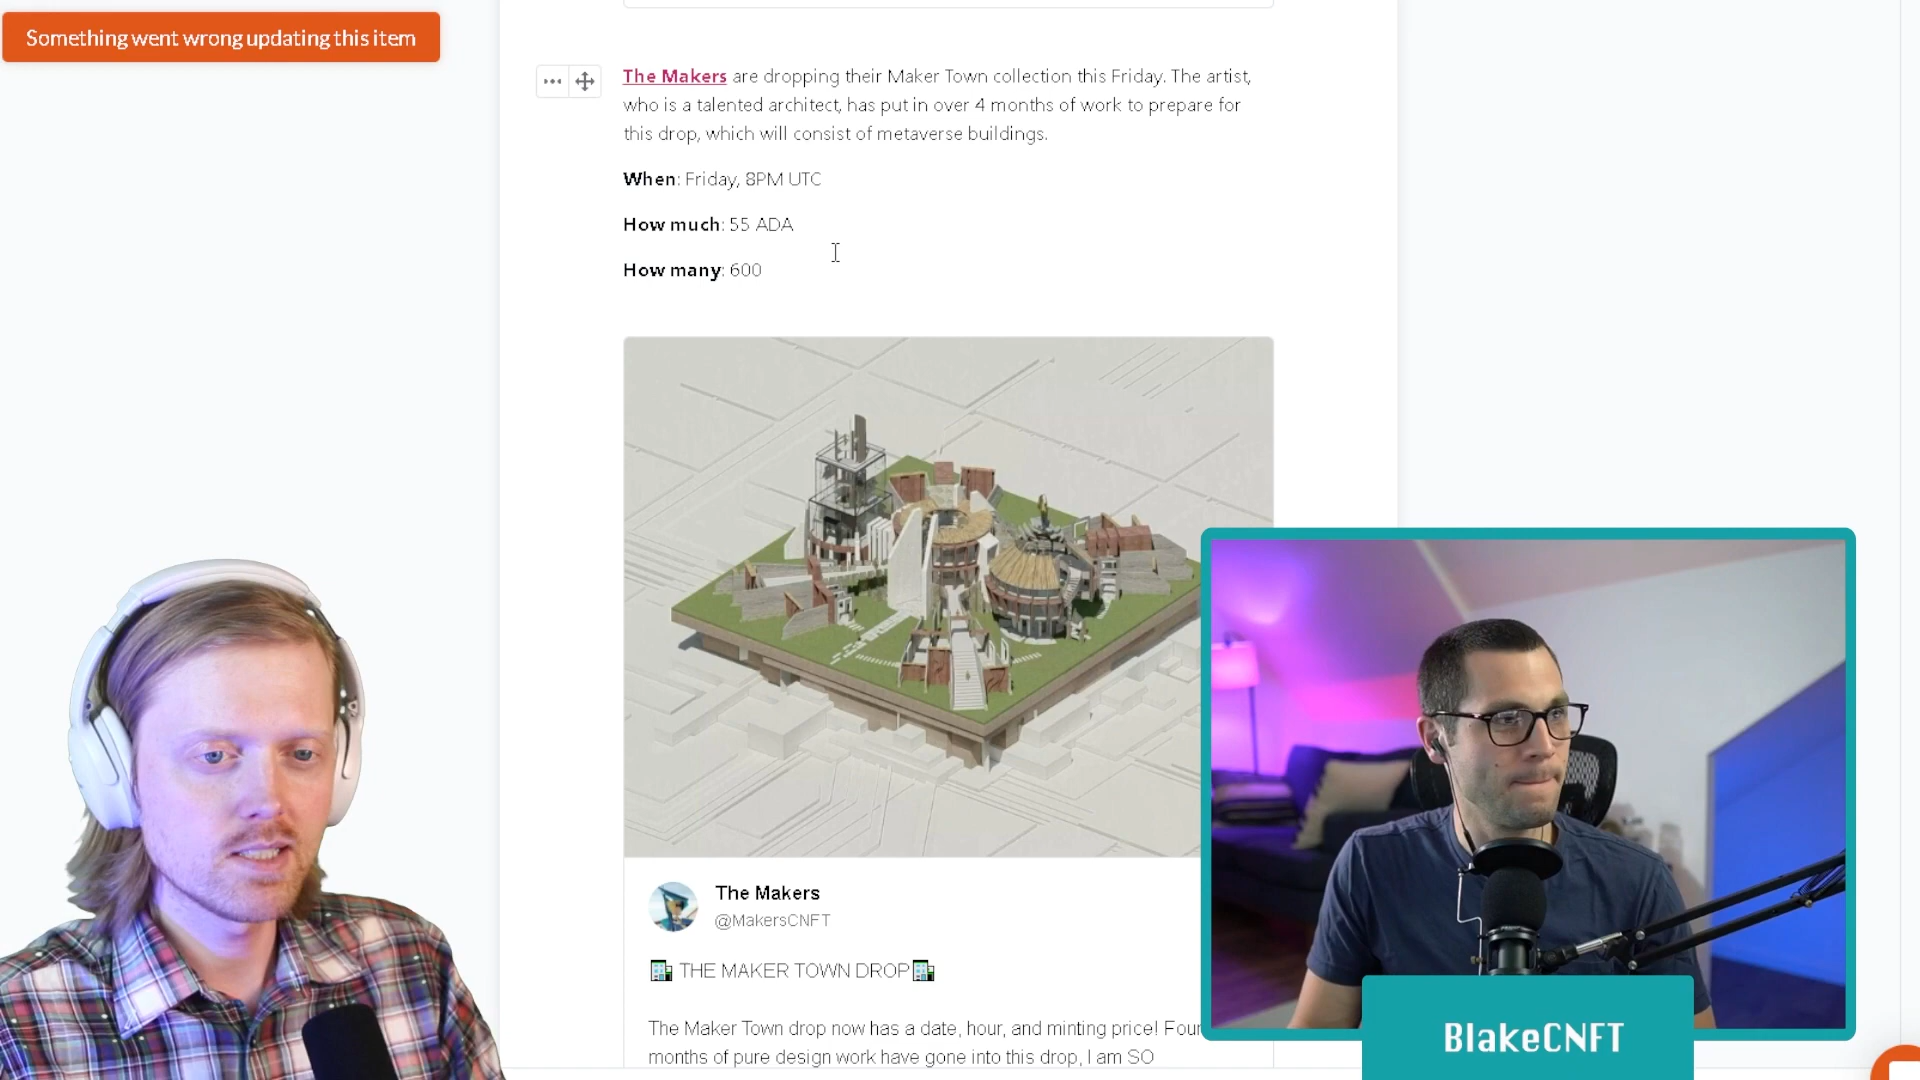 Something went wrong updating this item
The Makers are dropping their Maker Town collection this Friday. The artist,
who is a talented architect, has put in over 4 months of work to prepare for
this drop, which will consist of metaverse buildings.
When: Friday, 8PM UTC
How much: 55 ADA
How many: 600
The Makers
@MakersCNFT
THE MAKER TOWN DROP
The Maker Town drop now has a date, hour, and minting price! Four
months of pure design work have gone into this drop, I am SO
BlakeCNFT